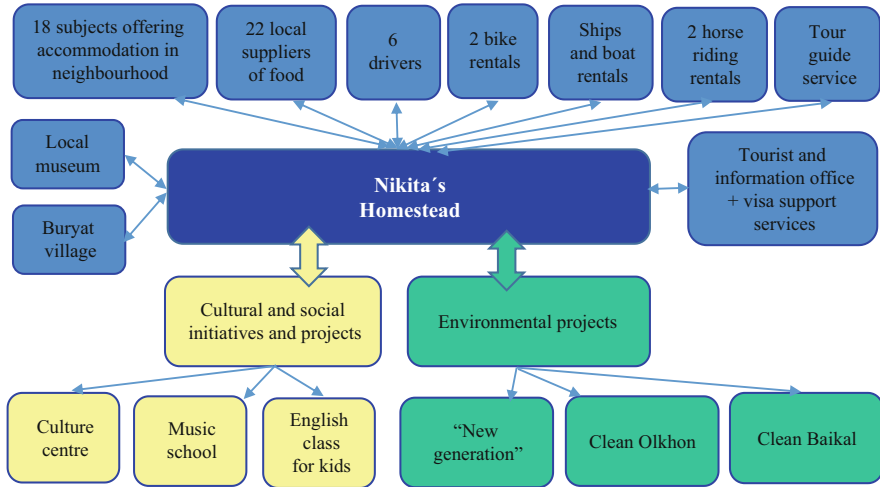 18 subjects offering
accommodation in
neighbourhood
22 local
suppliers
of food
6
drivers
2 bike
rentals
Ships
and boat
rentals
2 horse
riding
rentals
Tour
guide
service
Local
museum
Buryat
village
Nikita´s
Homestead
Tourist and
information office
+ visa support
services
Cultural and social
initiatives and projects
Environmental projects
Culture
centre
Music
school
English
class
for kids
“New
generation”
Clean Olkhon
Clean Baikal